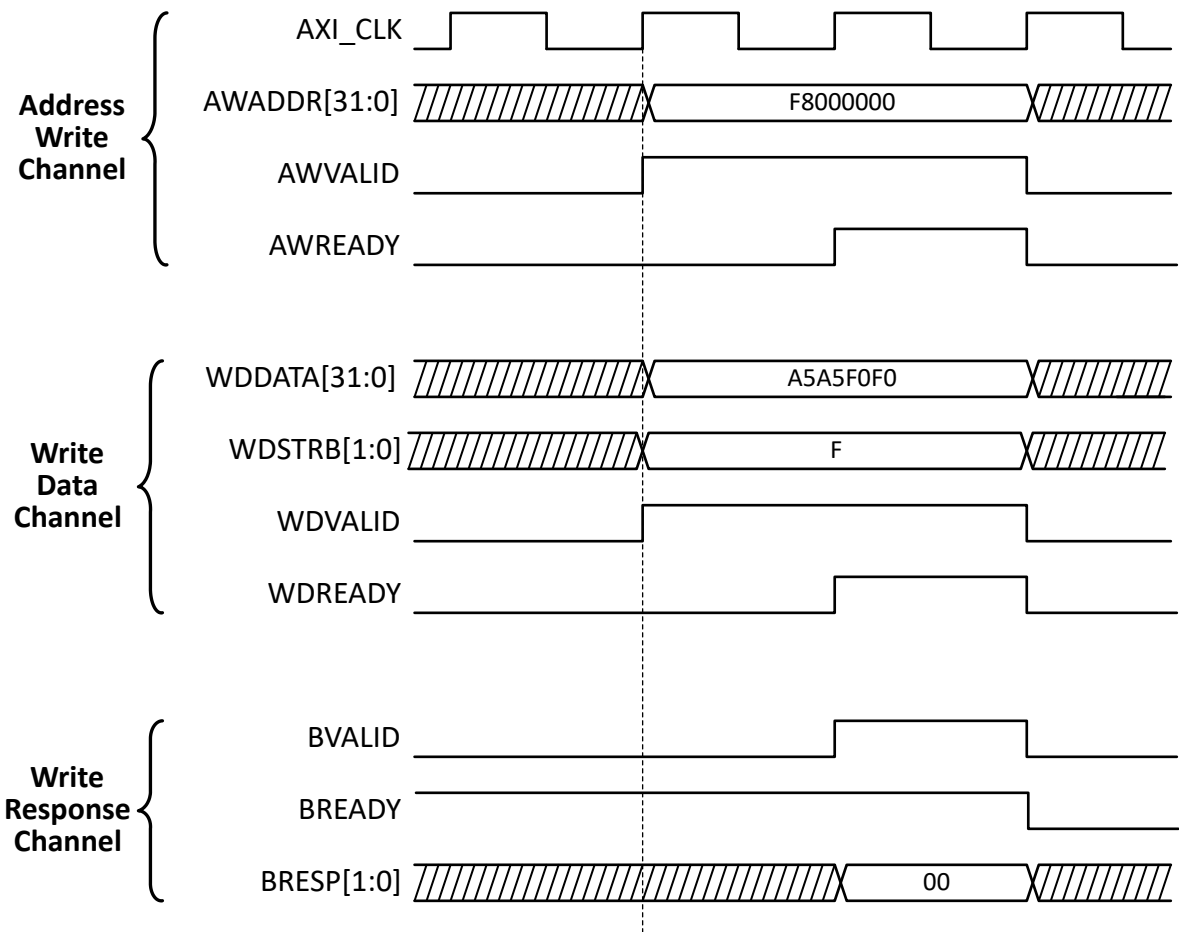 AXI_CLK
Address
Write
Channel
AWADDR[31:0]
F8000000
AWVALID
AWREADY
Write
Data
Channel
WDDATA[31:0]
A5A5F0F0
WDSTRB[1:0]
F
WDVALID
WDREADY
Write
Response
Channel
BVALID
BREADY
BRESP[1:0]
00